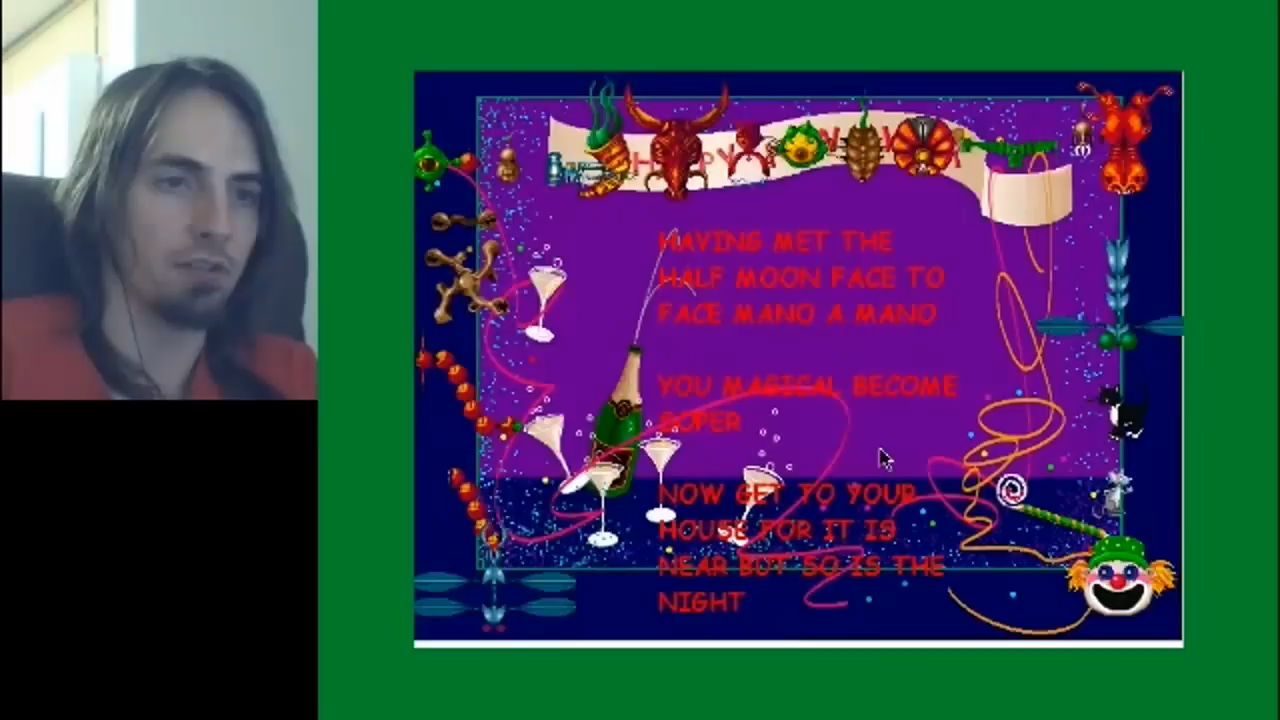 HAVING MET THE
HALF MOON FACE TO
FACE MANO A MANO
YOU MAGICAL BECOME
SOPER
NOW GET TO YOUR
HOUSE FOR IT IS
NEAR BUT SO IS THE
NIGHT